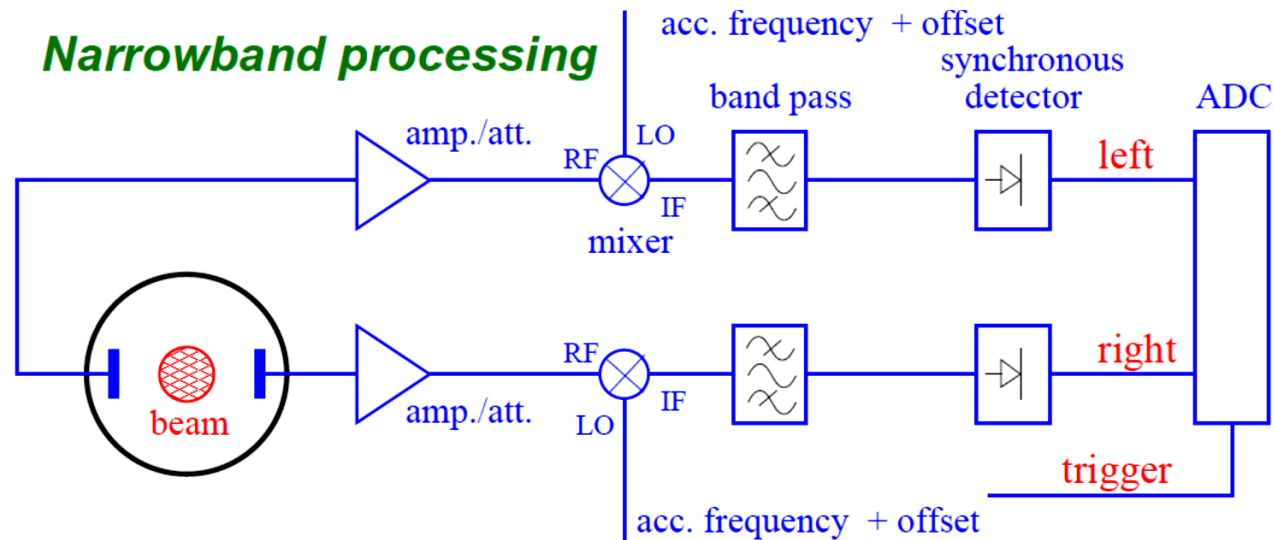 Narrowband processing
acc. frequency + offset
synchronous
detector
band pass
ADC
amp./att.
LO
RF
IF
mixer
left
beam
amp./att.
RF
IF
LO
right
trigger
acc. frequency + offset